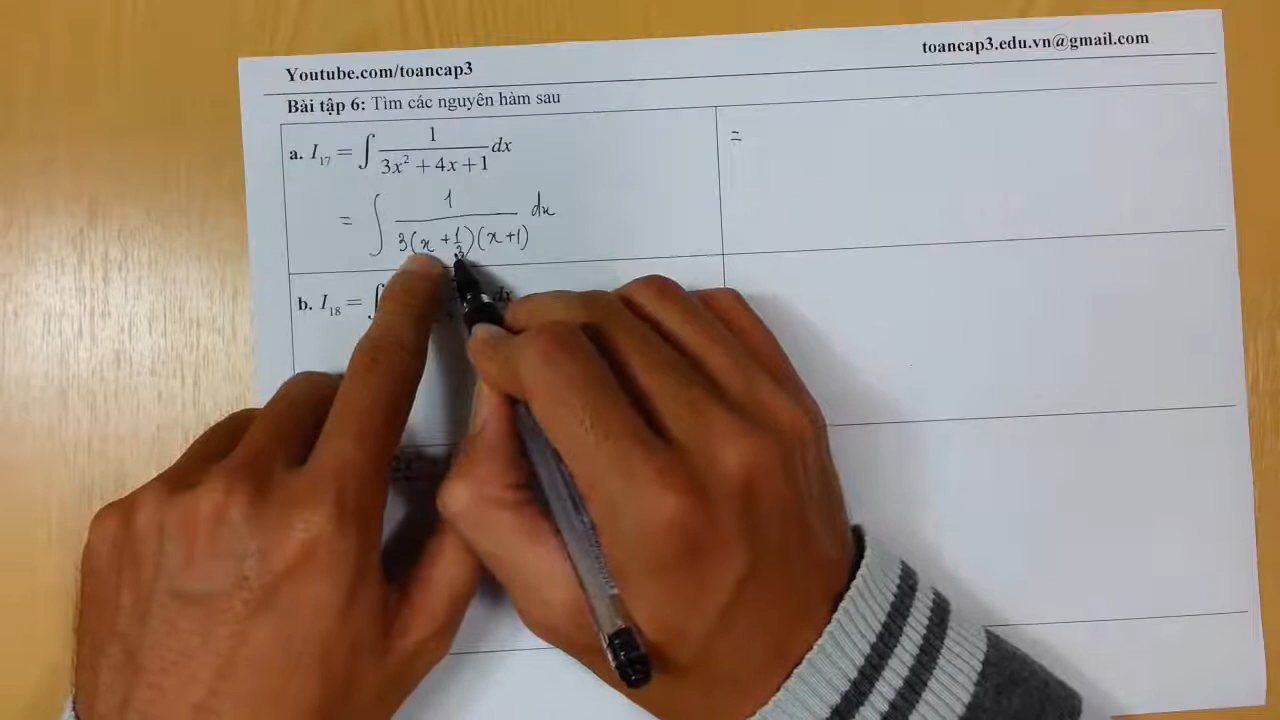 Youtube.com/toancap3
toancap3.edu.vn@gmail.com
Bài tập 6: Tìm các nguyên hàm sau
a. I₁₇ = ∫ 1/(3x² + 4x + 1) dx
=
= ∫ 1/(3(x + 1/3)(x + 1)) dx
b. I₁₈ = ∫ dx